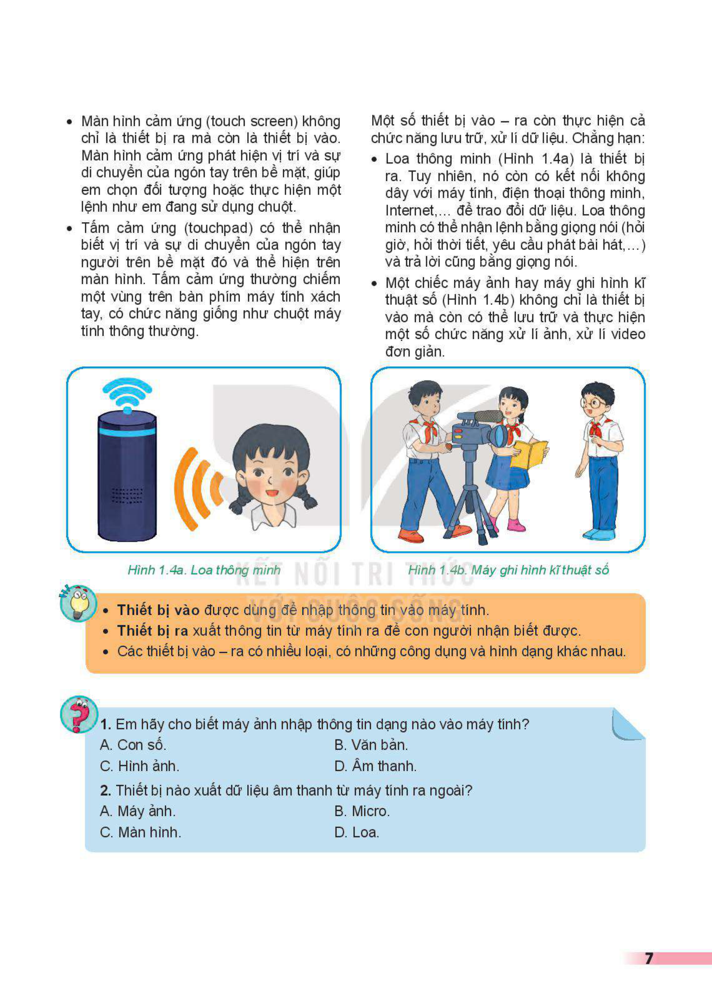 • Màn hình cảm ứng (touch screen) không
chỉ là thiết bị ra mà còn là thiết bị vào.
Màn hình cảm ứng phát hiện vị trí và sự
di chuyển của ngón tay trên bề mặt, giúp
em chọn đối tượng hoặc thực hiện một
lệnh như em đang sử dụng chuột.
• Tấm cảm ứng (touchpad) có thể nhận
biết vị trí và sự di chuyển của ngón tay
người trên bề mặt đó và thể hiện trên
màn hình. Tấm cảm ứng thường chiếm
một vùng trên bàn phím máy tính xách
tay, có chức năng giống như chuột máy
tính thông thường.
Một số thiết bị vào – ra còn thực hiện cả
chức năng lưu trữ, xử lí dữ liệu. Chẳng hạn:
• Loa thông minh (Hình 1.4a) là thiết bị
ra. Tuy nhiên, nó còn có kết nối không
dây với máy tính, điện thoại thông minh,
Internet,... để trao đổi dữ liệu. Loa thông
minh có thể nhận lệnh bằng giọng nói (hỏi
giờ, hỏi thời tiết, yêu cầu phát bài hát,...)
và trả lời cũng bằng giọng nói.
• Một chiếc máy ảnh hay máy ghi hình kĩ
thuật số (Hình 1.4b) không chỉ là thiết bị
vào mà còn có thể lưu trữ và thực hiện
một số chức năng xử lí ảnh, xử lí video
đơn giản.
Hình 1.4a. Loa thông minh
Hình 1.4b. Máy ghi hình kĩ thuật số
KẾT NỐI TRI THỨC
VỚI CUỘC SỐNG
• Thiết bị vào được dùng để nhập thông tin vào máy tính.
• Thiết bị ra xuất thông tin từ máy tính ra để con người nhận biết được.
• Các thiết bị vào – ra có nhiều loại, có những công dụng và hình dạng khác nhau.
1. Em hãy cho biết máy ảnh nhập thông tin dạng nào vào máy tính?
A. Con số. B. Văn bản.
C. Hình ảnh. D. Âm thanh.
2. Thiết bị nào xuất dữ liệu âm thanh từ máy tính ra ngoài?
A. Máy ảnh. B. Micro.
C. Màn hình. D. Loa.
7